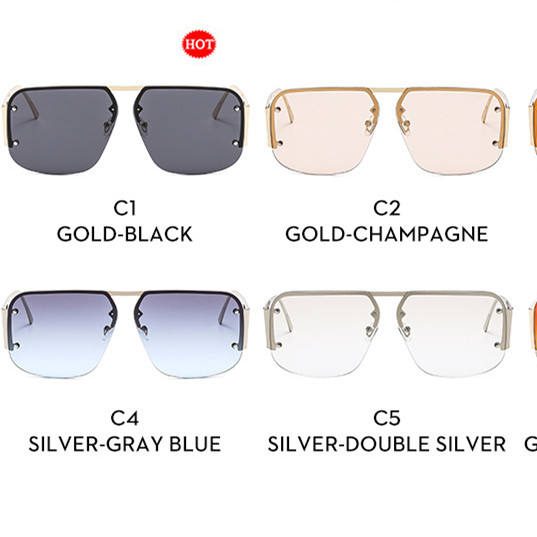 HOT
C1
GOLD-BLACK
C2
GOLD-CHAMPAGNE
C4
SILVER-GRAY BLUE
C5
SILVER-DOUBLE SILVER
G